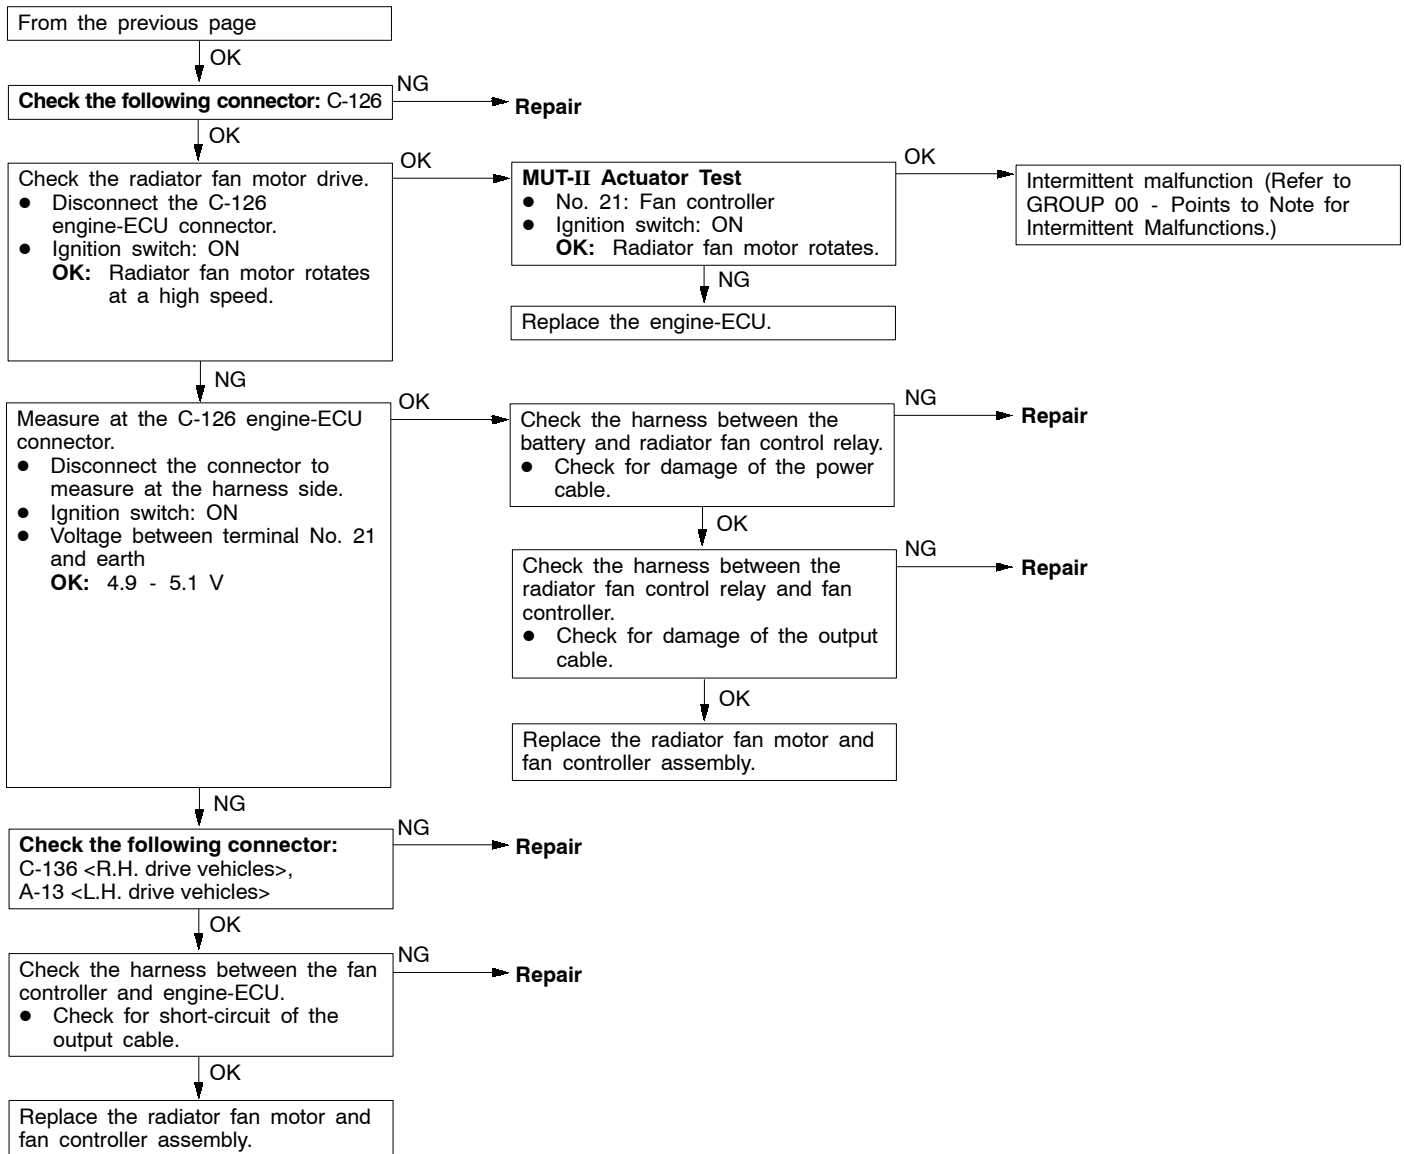 From the previous page
OK
Check the following connector: C-126
NG
Repair
OK
Check the radiator fan motor drive.
● Disconnect the C-126
engine-ECU connector.
● Ignition switch: ON
OK: Radiator fan motor rotates
at a high speed.
OK
MUT-II Actuator Test
● No. 21: Fan controller
● Ignition switch: ON
OK: Radiator fan motor rotates.
OK
Intermittent malfunction (Refer to
GROUP 00 - Points to Note for
Intermittent Malfunctions.)
NG
Replace the engine-ECU.
NG
Measure at the C-126 engine-ECU
connector.
● Disconnect the connector to
measure at the harness side.
● Ignition switch: ON
● Voltage between terminal No. 21
and earth
OK: 4.9 - 5.1 V
OK
Check the harness between the
battery and radiator fan control relay.
● Check for damage of the power
cable.
NG
Repair
OK
Check the harness between the
radiator fan control relay and fan
controller.
● Check for damage of the output
cable.
NG
Repair
OK
Replace the radiator fan motor and
fan controller assembly.
NG
Check the following connector:
C-136 <R.H. drive vehicles>,
A-13 <L.H. drive vehicles>
NG
Repair
OK
Check the harness between the fan
controller and engine-ECU.
● Check for short-circuit of the
output cable.
NG
Repair
OK
Replace the radiator fan motor and
fan controller assembly.